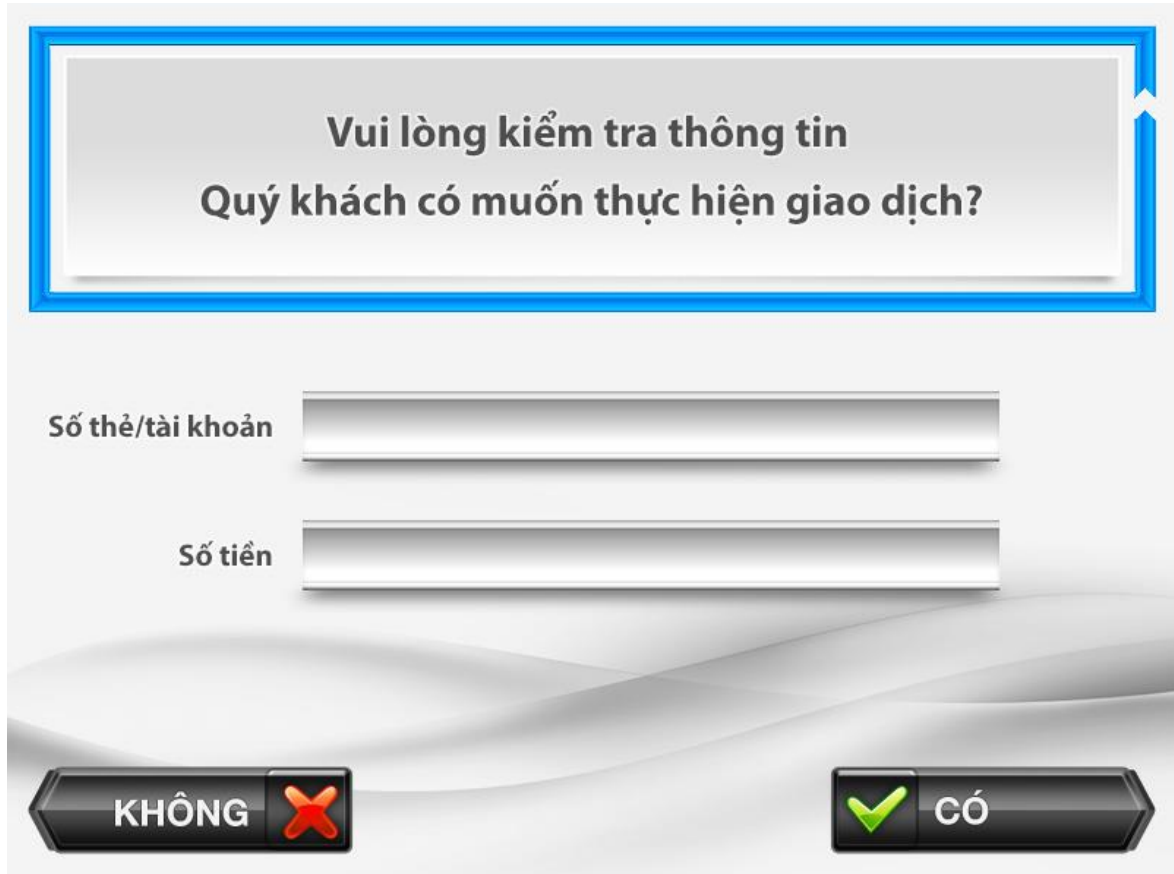 Vui lòng kiểm tra thông tin
Quý khách có muốn thực hiện giao dịch?
Số thẻ/tài khoản
Số tiền
KHÔNG
CÓ